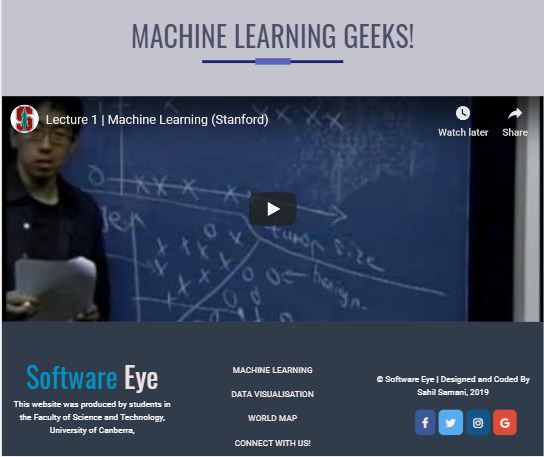 MACHINE LEARNING GEEKS!
Lecture 1 | Machine Learning (Stanford)
Watch later
Share
tumor size
Software Eye
This website was produced by students in
the Faculty of Science and Technology,
University of Canberra,
MACHINE LEARNING
DATA VISUALISATION
WORLD MAP
CONNECT WITH US!
© Software Eye | Designed and Coded By
Sahil Samani, 2019